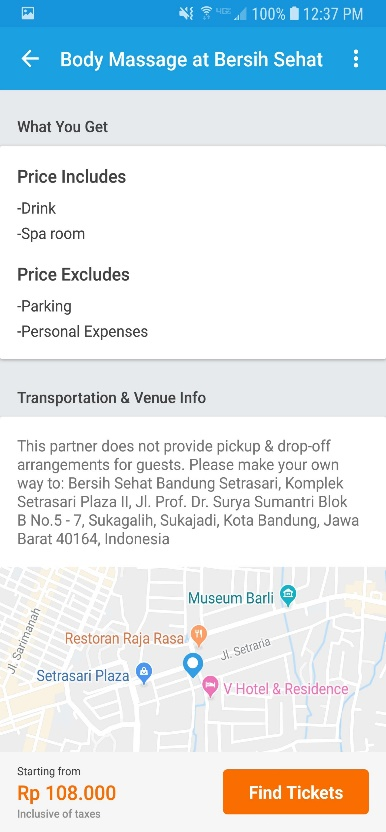 100% 12:37 PM
Body Massage at Bersih Sehat
What You Get
Price Includes
-Drink
-Spa room
Price Excludes
-Parking
-Personal Expenses
Transportation & Venue Info
This partner does not provide pickup & drop-off
arrangements for guests. Please make your own
way to: Bersih Sehat Bandung Setrasari, Komplek
Setrasari Plaza II, Jl. Prof. Dr. Surya Sumantri Blok
B No.5 - 7, Sukagalih, Sukajadi, Kota Bandung, Jawa
Barat 40164, Indonesia
Museum Barli
Jl. Sarimanah
Restoran Raja Rasa
Jl. Setraria
Setrasari Plaza
V Hotel & Residence
Starting from
Rp 108.000
Inclusive of taxes
Find Tickets